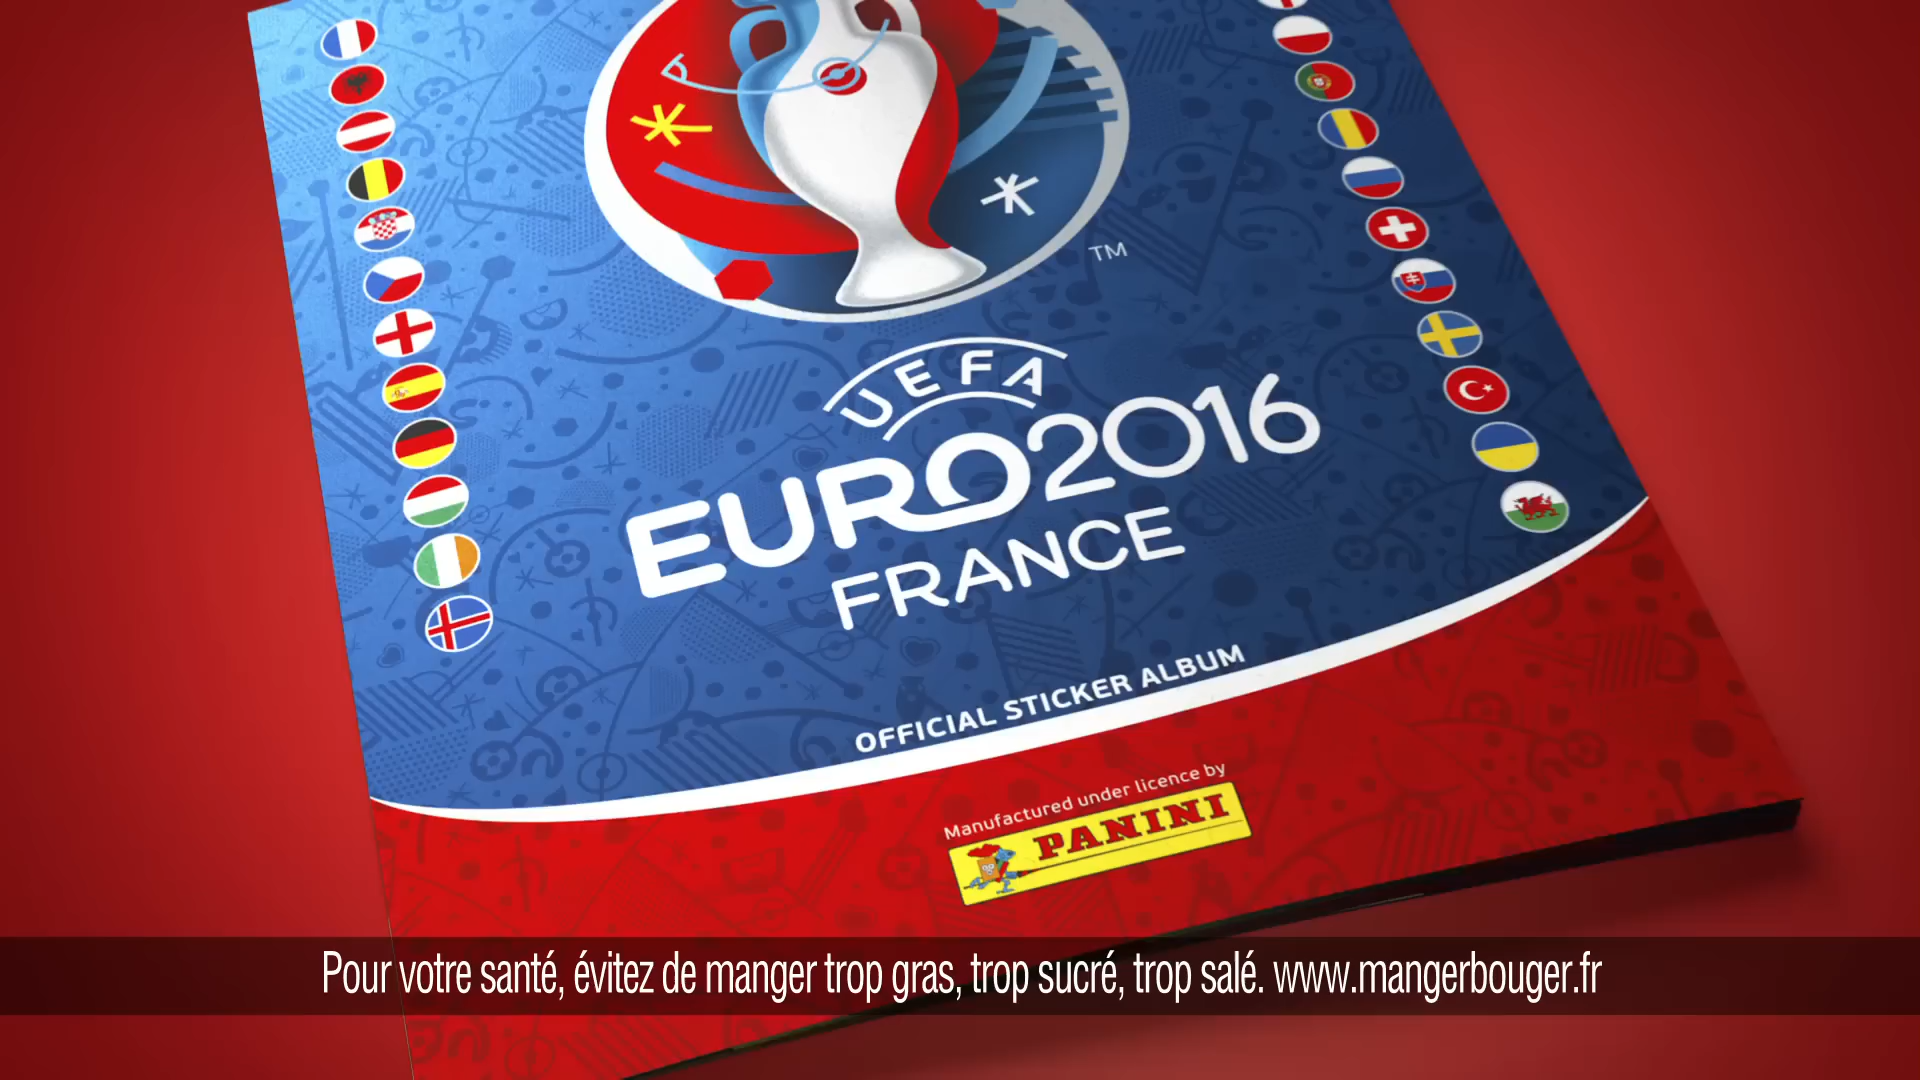 TM
UEFA
EURO2016
FRANCE
OFFICIAL STICKER ALBUM
Manufactured under licence by
PANINI
Pour votre santé, évitez de manger trop gras, trop sucré, trop salé. www.mangerbouger.fr